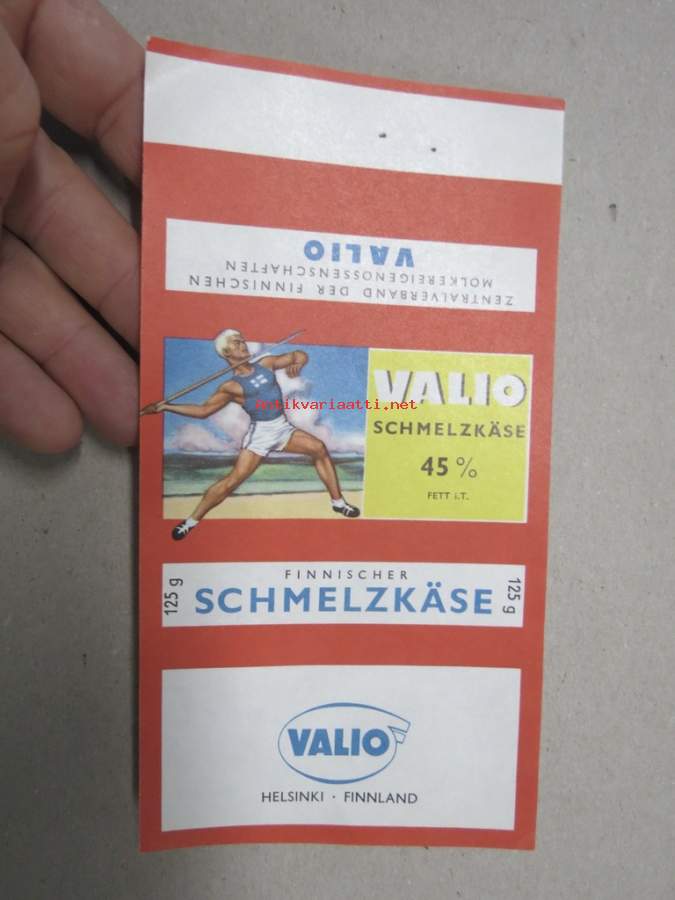 VALIO
ZENTRALVERBAND DER FINNISCHEN
MOLKEREIGENOSSENSCHAFTEN
antikvariaatti.net
VALIO
SCHMELZKÄSE
45 %
FETT i.T.
FINNISCHER
125 g
SCHMELZKÄSE
125 g
VALIO
HELSINKI · FINNLAND